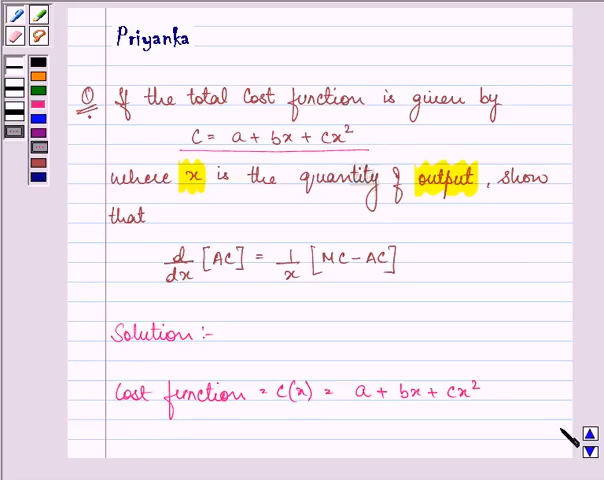 Priyanka
Q If the total cost function is given by
C = a + bx + cx²
where x is the quantity of output, show
that
d/dx [AC] = 1/x [MC - AC]
Solution :-
Cost function = C(x) = a + bx + cx²